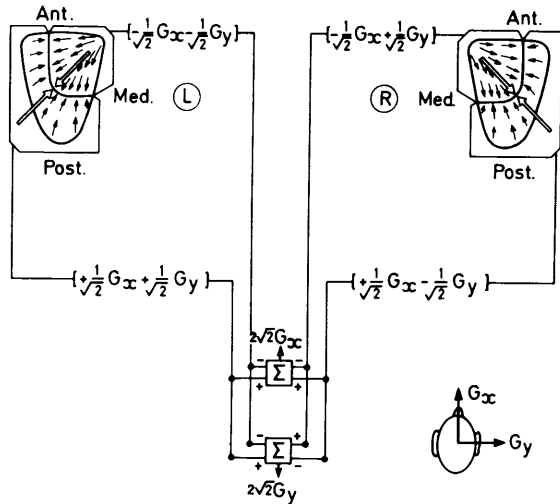 Ant.
Med.
Post.
L
{-1/√2 Gx - 1/√2 Gy}
{-1/√2 Gx + 1/√2 Gy}
Ant.
R
Med.
Post.
{+1/√2 Gx + 1/√2 Gy}
{+1/√2 Gx - 1/√2 Gy}
2√2Gx
- -
Σ
+ +
- +
Σ
+ -
2√2Gy
Gx
Gy